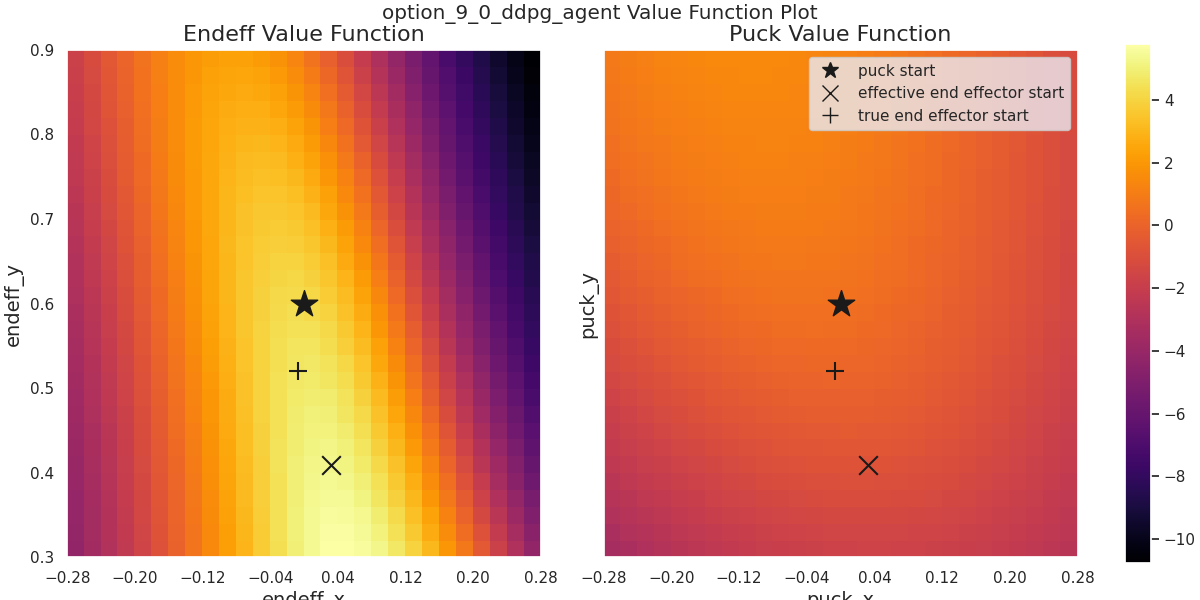 option_9_0_ddpg_agent Value Function Plot
Endeff Value Function
Puck Value Function
puck start
effective end effector start
true end effector start
endeff_y
0.9
0.8
0.7
0.6
0.5
0.4
0.3
−0.28 −0.20 −0.12 −0.04 0.04 0.12 0.20 0.28
endeff_x
puck_y
−0.28 −0.20 −0.12 −0.04 0.04 0.12 0.20 0.28
puck_x
4
2
0
−2
−4
−6
−8
−10